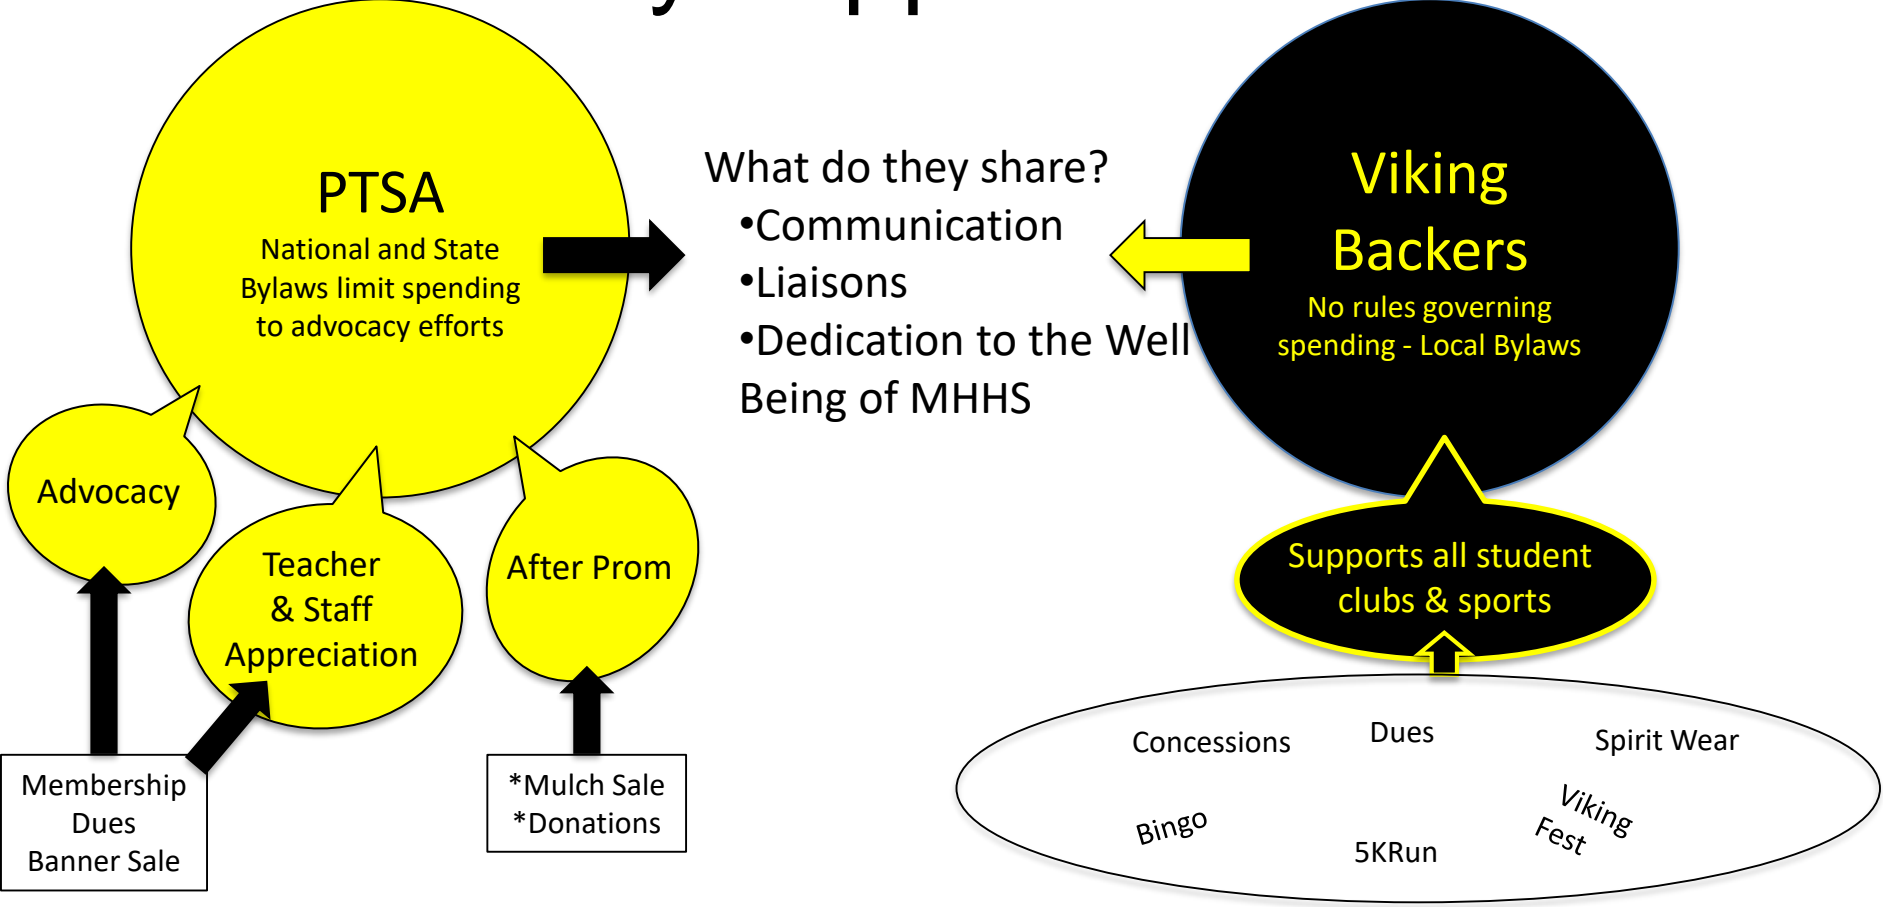 PTSA
National and State
Bylaws limit spending
to advocacy efforts
What do they share?
•Communication
•Liaisons
•Dedication to the Well
Being of MHHS
Viking
Backers
No rules governing
spending - Local Bylaws
Advocacy
Teacher
& Staff
Appreciation
After Prom
Supports all student
clubs & sports
Membership
Dues
Banner Sale
*Mulch Sale
*Donations
Concessions
Dues
Spirit Wear
Bingo
5KRun
Viking
Fest